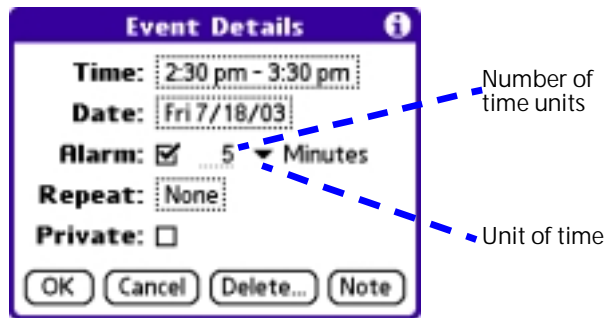 Event Details
Time: 2:30 pm - 3:30 pm
Date: Fri 7/18/03
Alarm: 5 Minutes
Repeat: None
Private:
OK Cancel Delete... Note
Number of
time units
Unit of time